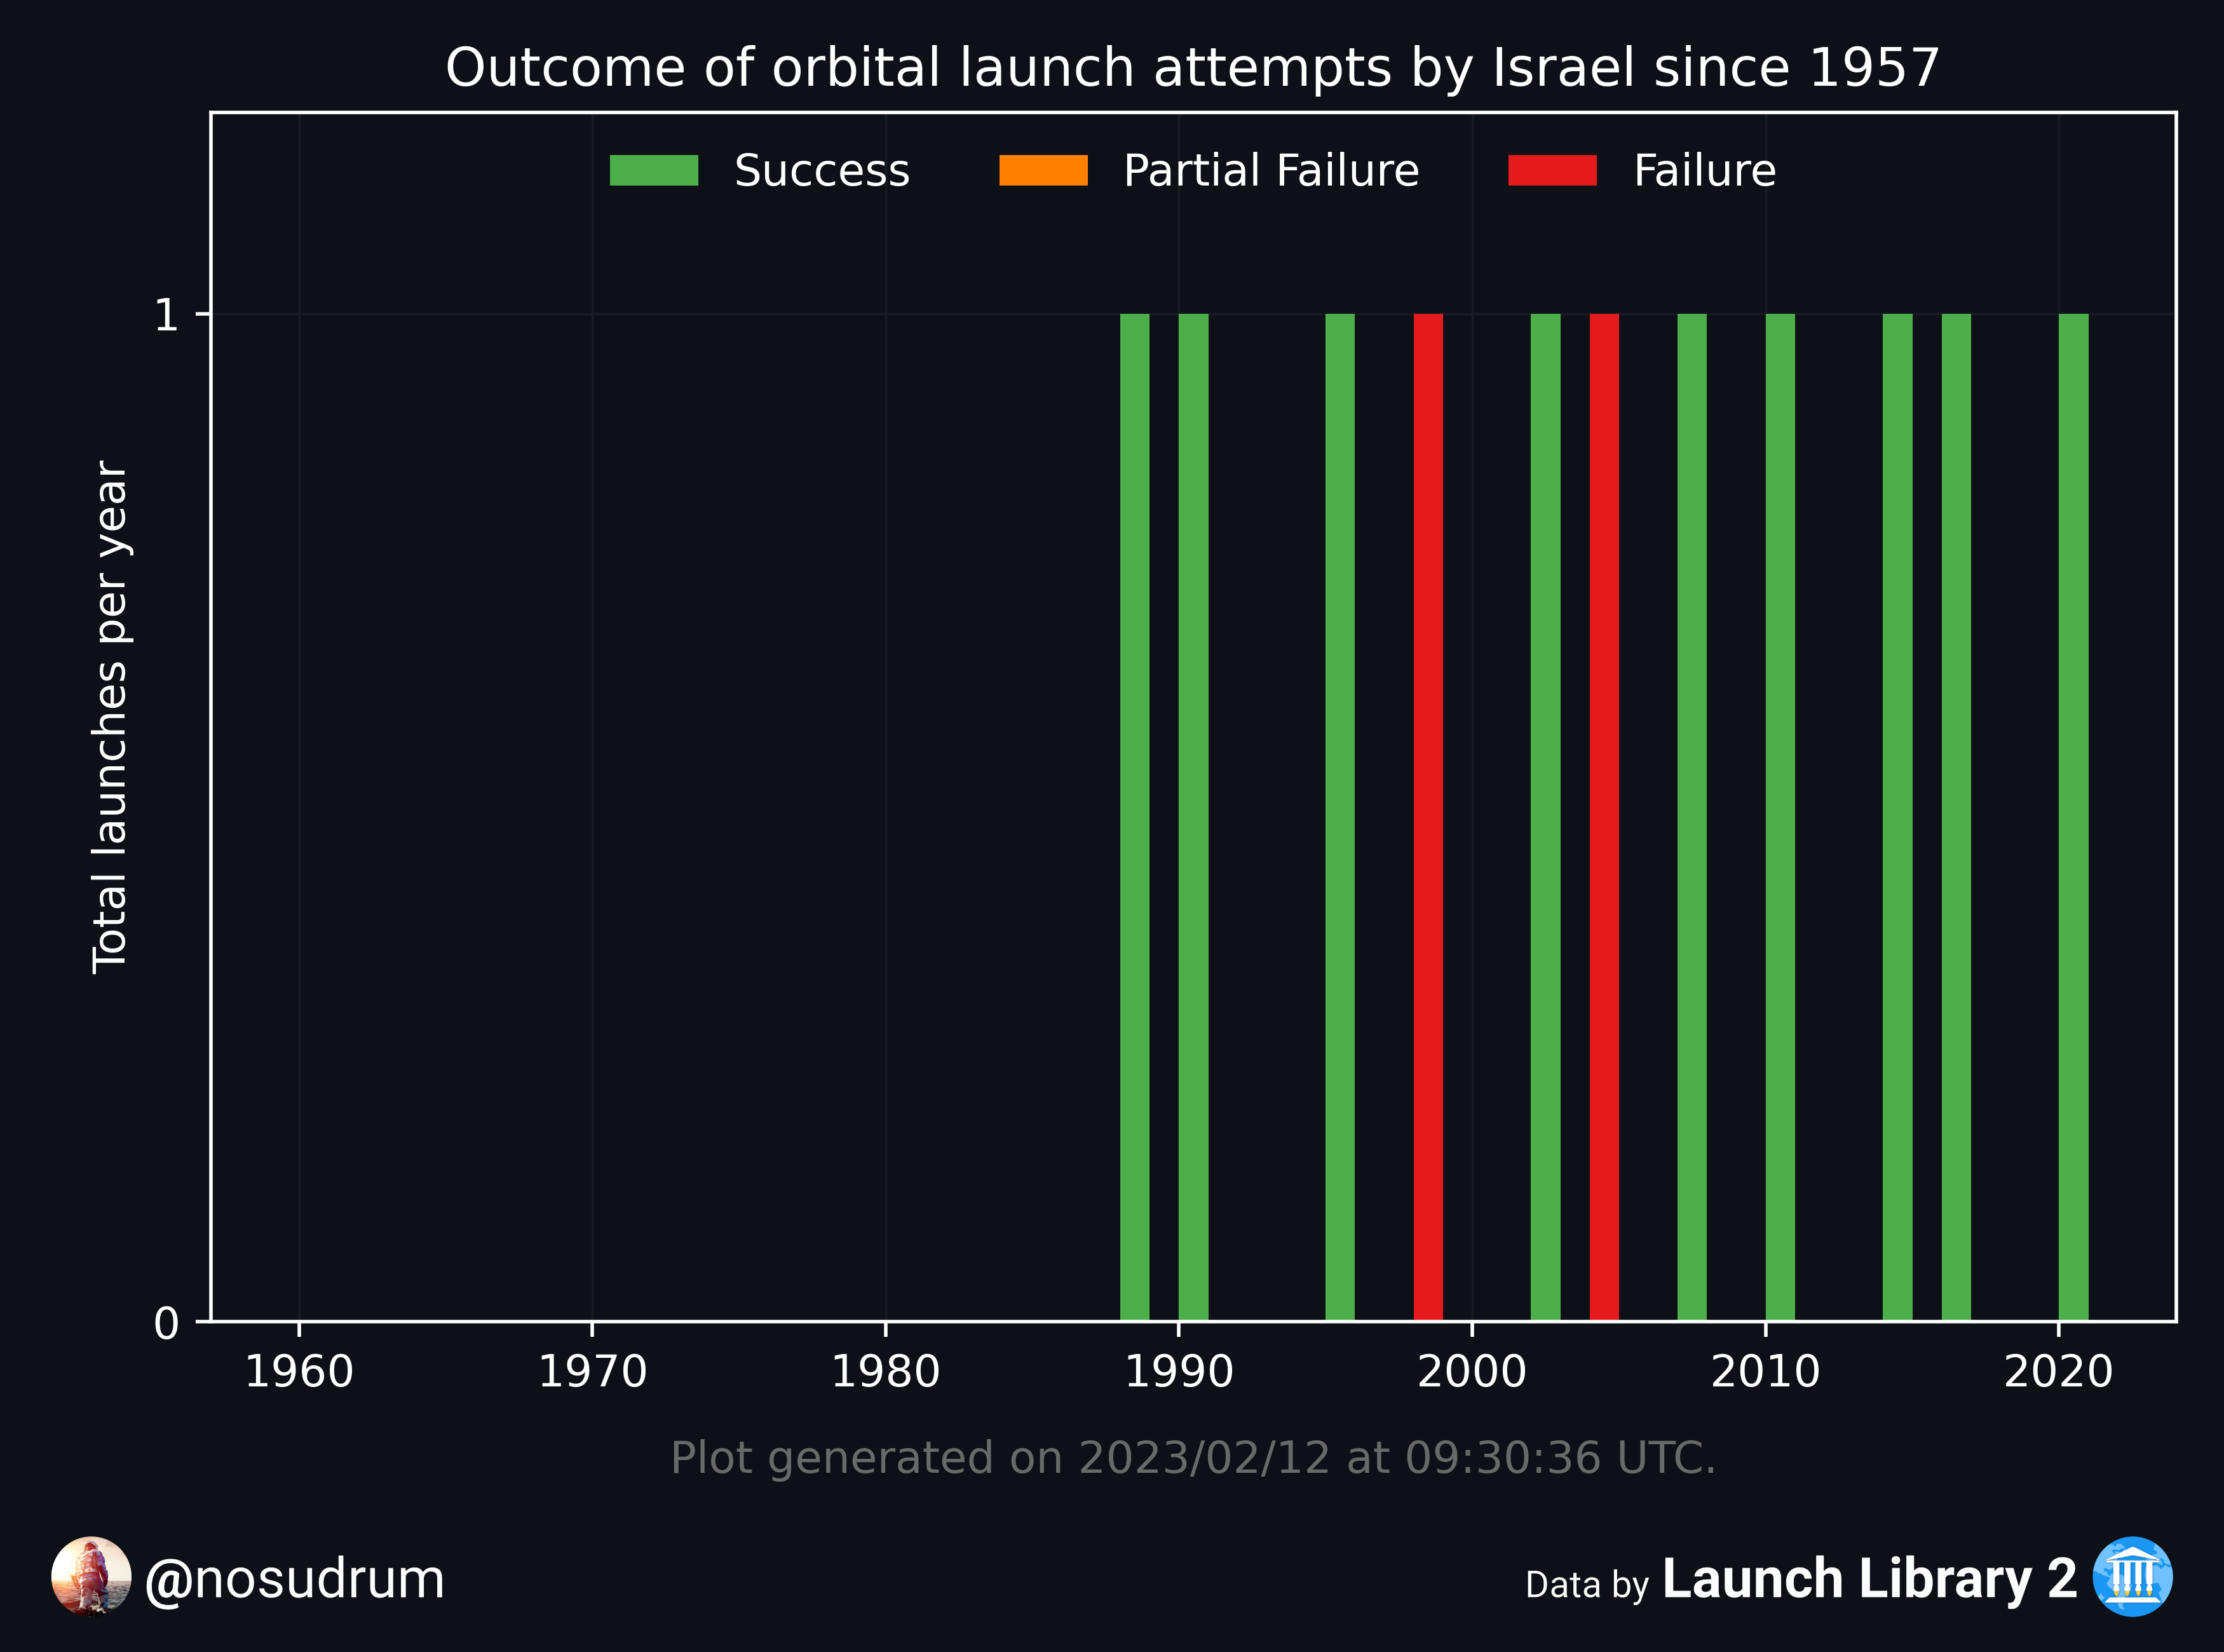 Outcome of orbital launch attempts by Israel since 1957
Success Partial Failure Failure
Total launches per year
1
0
1960 1970 1980 1990 2000 2010 2020
Plot generated on 2023/02/12 at 09:30:36 UTC.
@nosudrum
Data by Launch Library 2